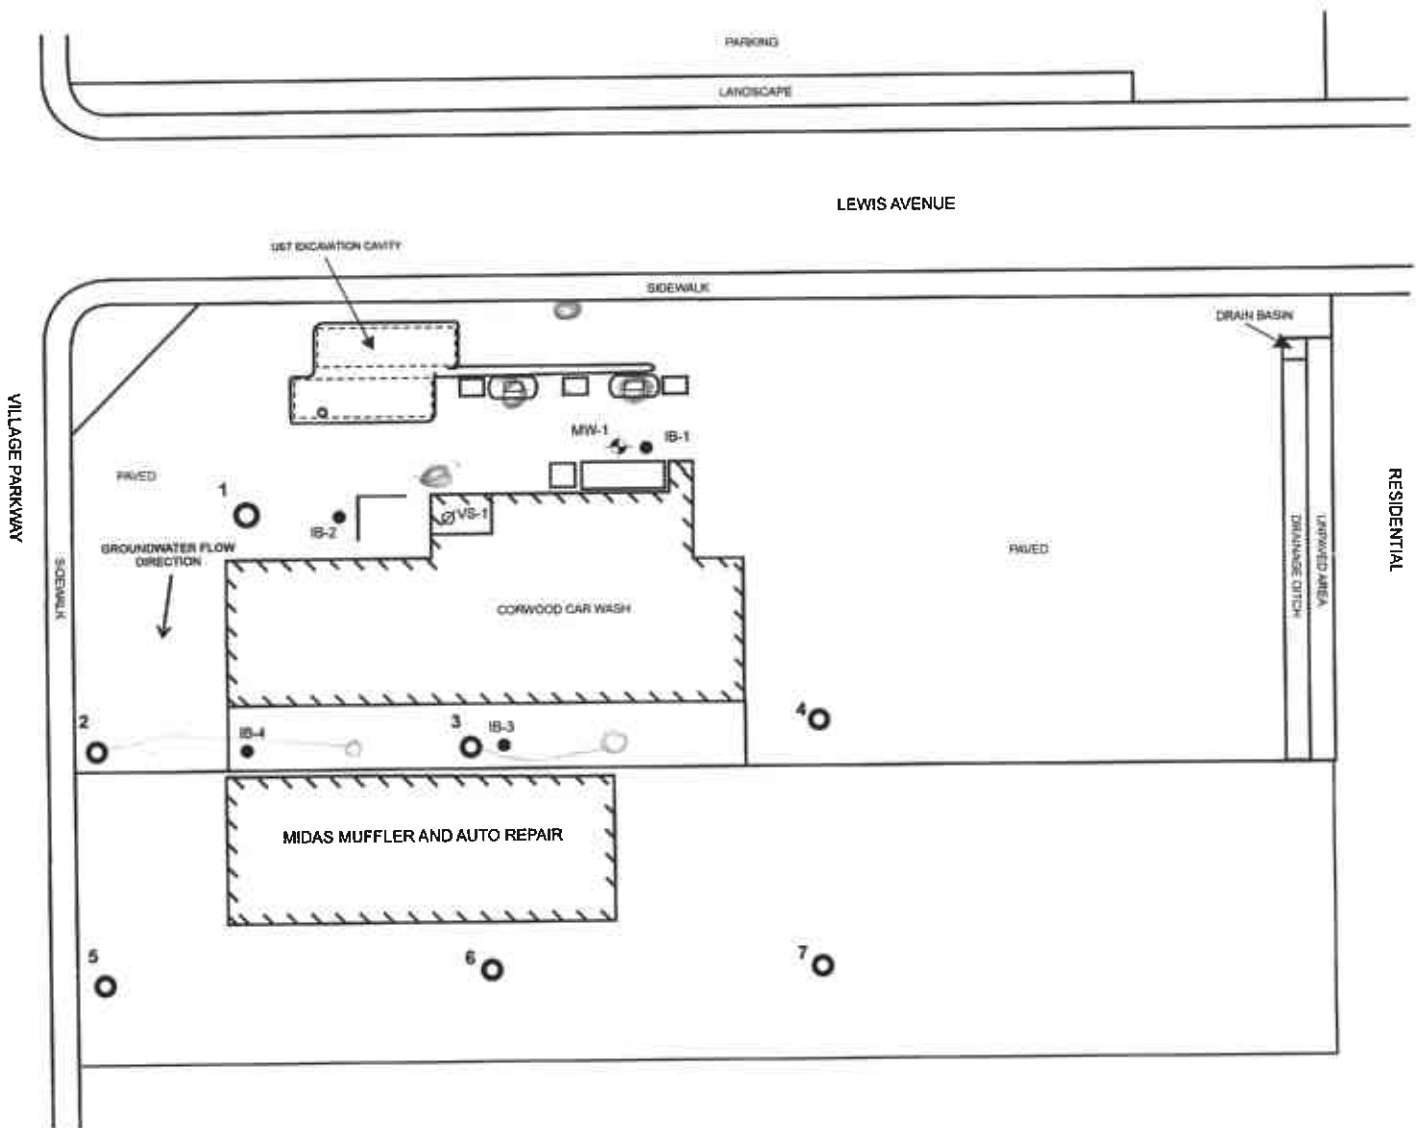 PARKING
LANDSCAPE
LEWIS AVENUE
UST EXCAVATION CAVITY
SIDEWALK
DRAIN BASIN
VILLAGE PARKWAY
MW-1
IB-1
PAVED
1
IB-2
VS-1
GROUNDWATER FLOW
DIRECTION
SIDEWALK
CORWOOD CAR WASH
PAVED
DRAINAGE DITCH
UNPAVED AREA
RESIDENTIAL
2
IB-4
3
IB-3
4
MIDAS MUFFLER AND AUTO REPAIR
5
6
7